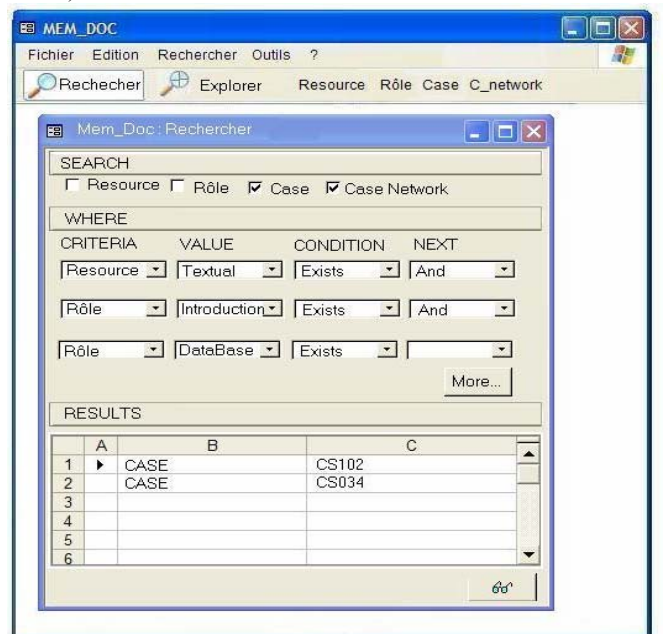 MEM_DOC
Fichier Edition Rechercher Outils ?
Rechecher Explorer Resource Rôle Case C_network
Mem_Doc : Rechercher
SEARCH
Resource Rôle Case Case Network
WHERE
CRITERIA VALUE CONDITION NEXT
Resource Textual Exists And
Rôle Introduction Exists And
Rôle DataBase Exists
More...
RESULTS
A B C
1 CASE CS102
2 CASE CS034
3
4
5
6